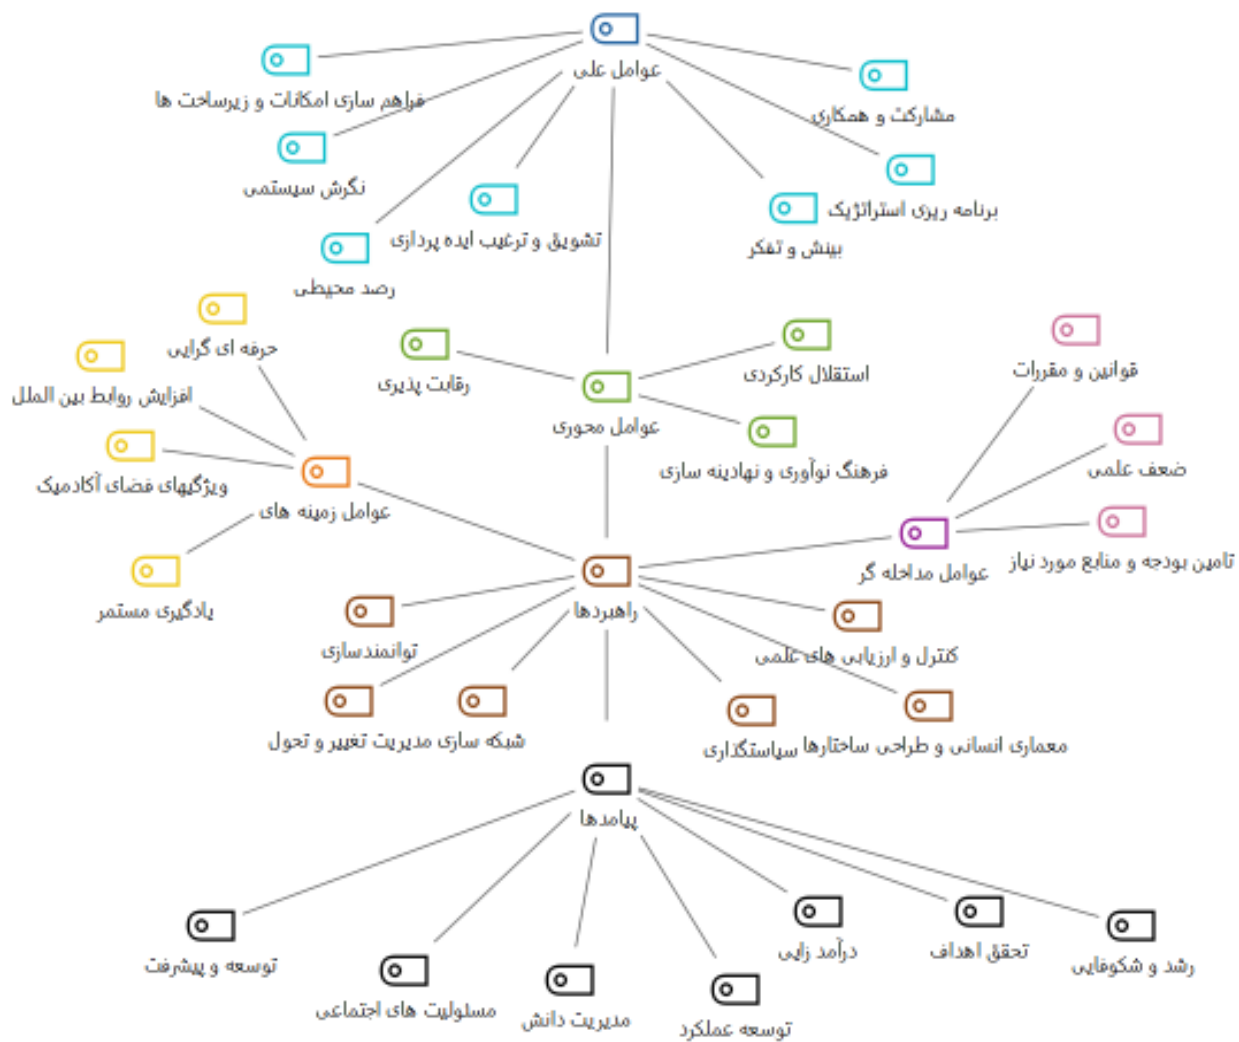 عوامل علی
فراهم سازی امکانات و زیرساخت ها
مشارکت و همکاری
نگرش سیستمی
برنامه ریزی استراتژیک
تشویق و ترغیب ایده پردازی
بینش و تفکر
رصد محیطی
حرفه ای گرایی
افزایش روابط بین الملل
رقابت پذیری
استقلال کارکردی
قوانین و مقررات
عوامل محوری
فرهنگ نوآوری و نهادینه سازی
ضعف علمی
ویژگیهای فضای آکادمیک
عوامل زمینه های
تامین بودجه و منابع مورد نیاز
عوامل مداخله گر
یادگیری مستمر
راهبردها
توانمندسازی
کنترل و ارزیابی های علمی
مدیریت تغییر و تحول
شبکه سازی
سیاستگذاری
معماری انسانی و طراحی ساختارها
پیامدها
توسعه و پیشرفت
درآمد زایی
تحقق اهداف
رشد و شکوفایی
مسئولیت های اجتماعی
مدیریت دانش
توسعه عملکرد